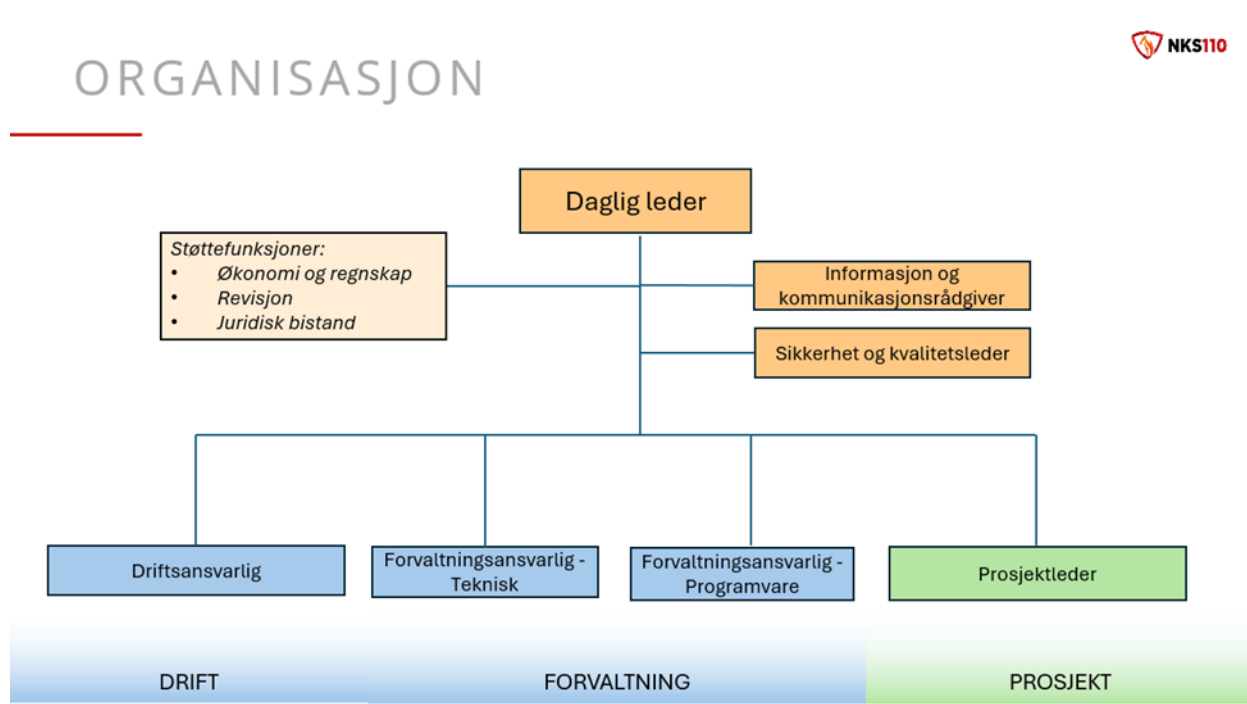 NKS110
ORGANISASJON
Daglig leder
Støttefunksjoner:
• Økonomi og regnskap
• Revisjon
• Juridisk bistand
Informasjon og
kommunikasjonsrådgiver
Sikkerhet og kvalitetsleder
Driftsansvarlig
Forvaltningsansvarlig -
Teknisk
Forvaltningsansvarlig -
Programvare
Prosjektleder
DRIFT
FORVALTNING
PROSJEKT